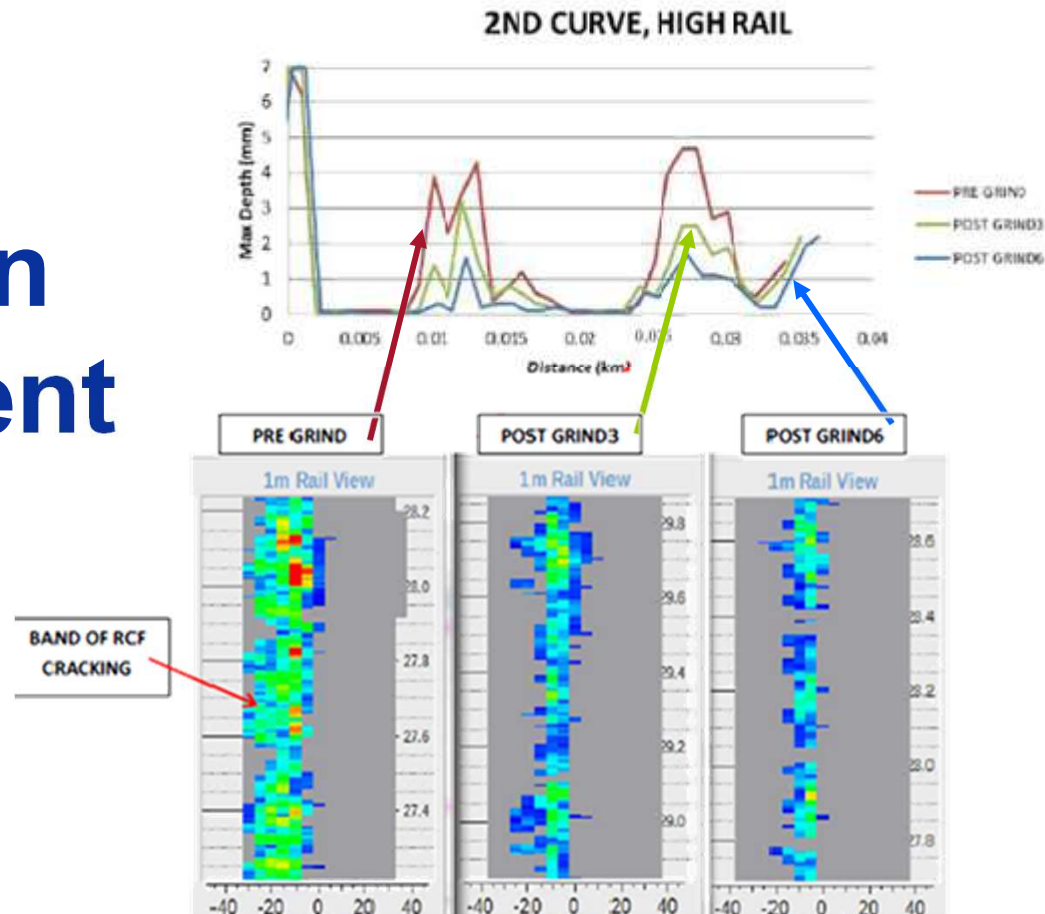 2ND CURVE, HIGH RAIL
n
ent
Max Depth (mm)
7
6
5
4
3
2
1
0
0 0.005 0.01 0.015 0.02 0.03 0.035 0.04
Distance (km)
PRE GRIND
POST GRIND3
POST GRIND6
PRE GRIND
POST GRIND3
POST GRIND6
1m Rail View
28.2
28.0
27.8
27.6
27.4
-40 -20 0 20 40
1m Rail View
29.8
29.6
29.4
29.2
29.0
-40 -20 0 20 40
1m Rail View
28.6
28.4
28.2
28.0
27.8
-40 -20 0 20 40
BAND OF RCF
CRACKING